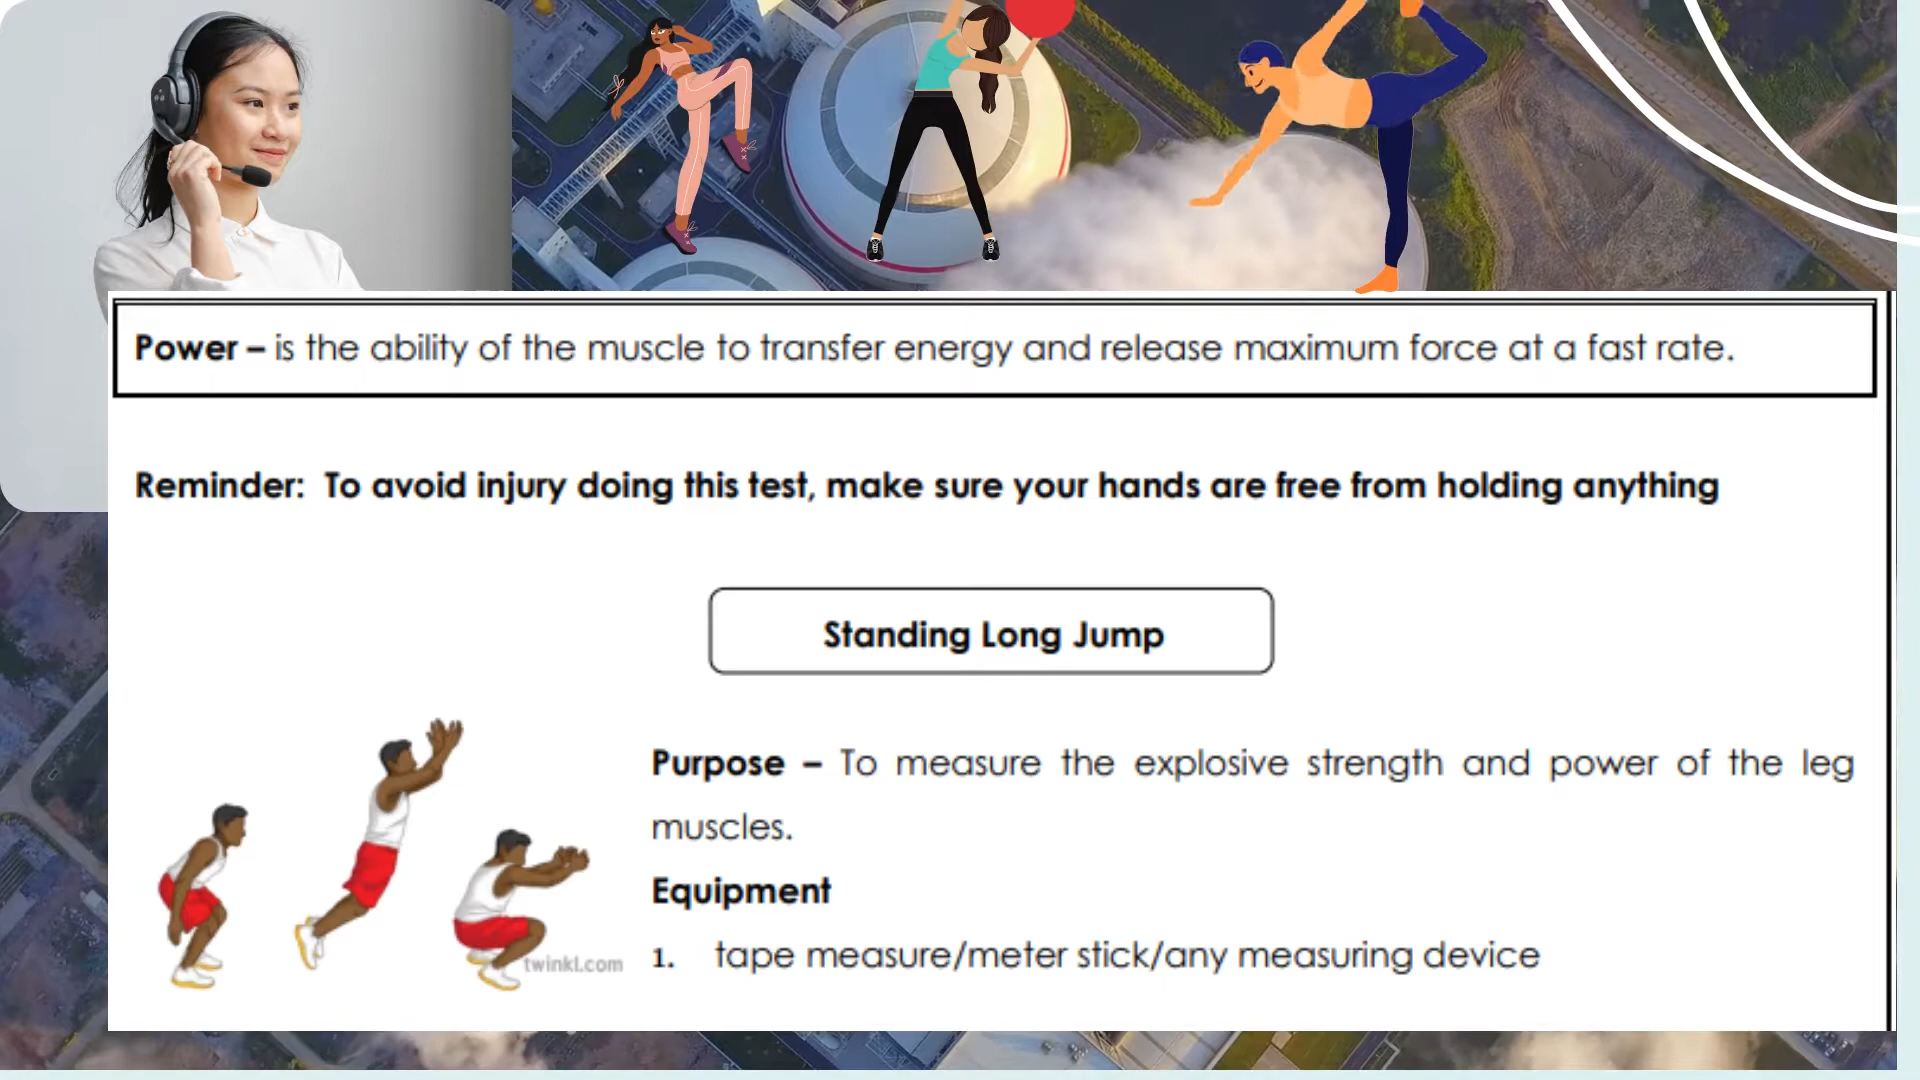 Power – is the ability of the muscle to transfer energy and release maximum force at a fast rate.
Reminder: To avoid injury doing this test, make sure your hands are free from holding anything
Standing Long Jump
Purpose – To measure the explosive strength and power of the leg
muscles.
Equipment
1. tape measure/meter stick/any measuring device
twinkl.com